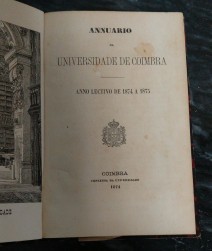 ANNUARIO
DA
UNIVERSIDADE DE COIMBRA
ANNO LECTIVO DE 1874 A 1875
COIMBRA
IMPRENSA DA UNIVERSIDADE
1874